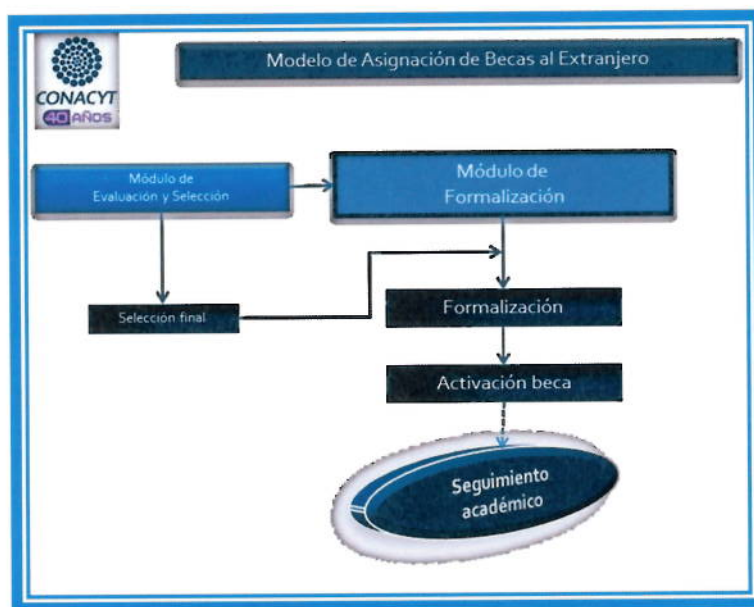 CONACYT
40 AÑOS
Modelo de Asignación de Becas al Extranjero
Módulo de
Evaluación y Selección
Módulo de
Formalización
Selección final
Formalización
Activación beca
Seguimiento
académico